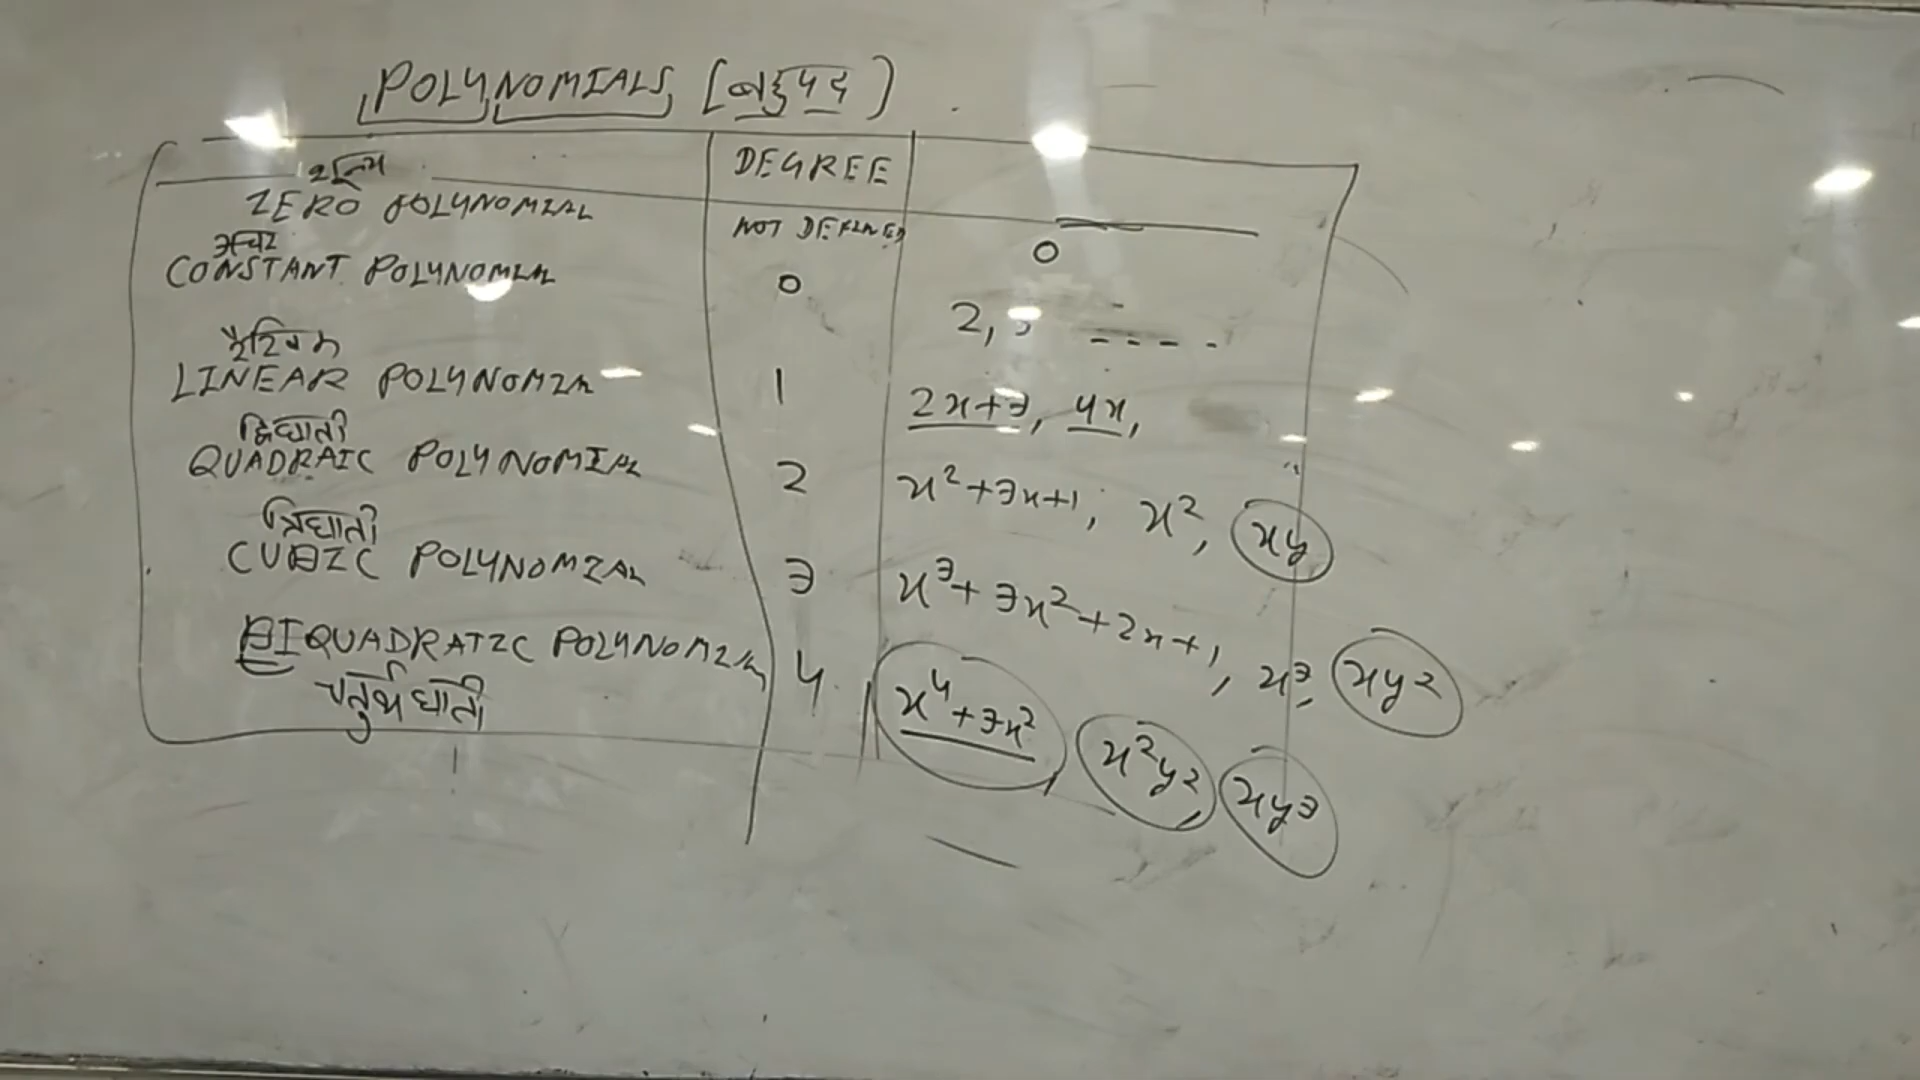 POLYNOMIALS (बहुपद)
DEGREE
शून्य
ZERO POLYNOMIAL NOT DEFINED 0
अचर
CONSTANT POLYNOMIAL 0 2, 3 - - - -
रैखिक
LINEAR POLYNOMIAL 1 2x+3, 4x,
द्विघाती
QUADRAIC POLYNOMIAL 2 x²+3x+1, x², xy
त्रिघाती
CUBIC POLYNOMIAL 3 x³+3x²+2x+1, x³, xy²
BIQUADRATIC POLYNOMIAL 4 x⁴+3x², x²y², xy³
चतुर्थघाती